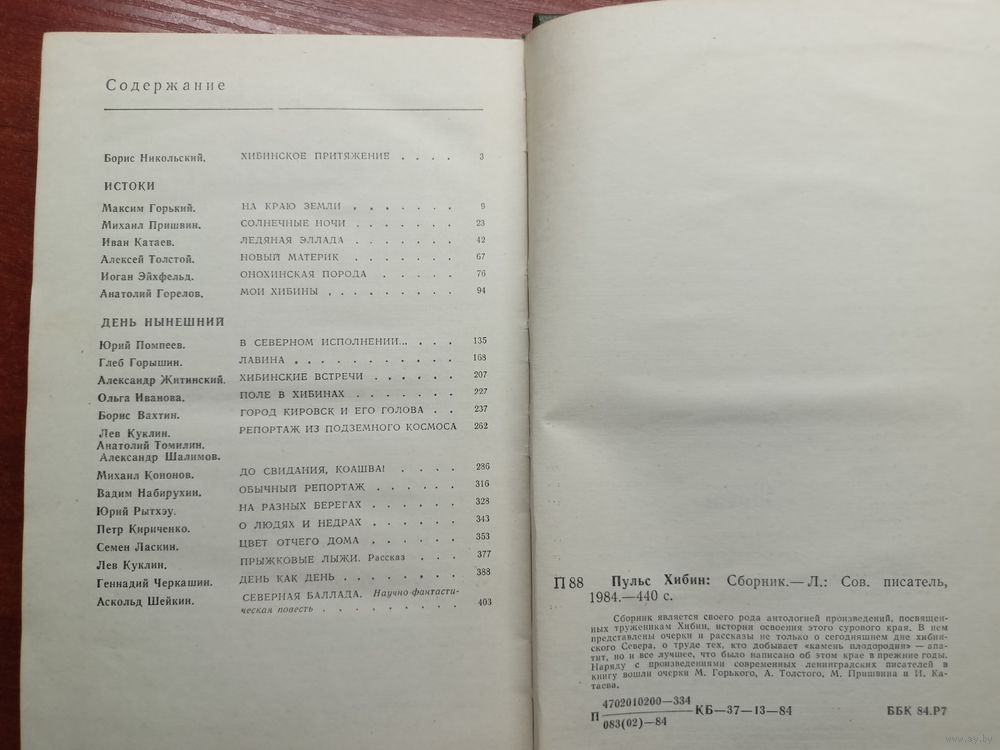 Содержание
Борис Никольский. ХИБИНСКОЕ ПРИТЯЖЕНИЕ . . . . 3
ИСТОКИ
Максим Горький. НА КРАЮ ЗЕМЛИ . . . . . . . 9
Михаил Пришвин. СОЛНЕЧНЫЕ НОЧИ . . . . . . . 23
Иван Катаев. ЛЕДЯНАЯ ЭЛЛАДА . . . . . . . 42
Алексей Толстой. НОВЫЙ МАТЕРИК . . . . . . . 67
Иоган Эйхфельд. ОНОХИНСКАЯ ПОРОДА . . . . . 76
Анатолий Горелов. МОИ ХИБИНЫ . . . . . . . . 94
ДЕНЬ НЫНЕШНИЙ
Юрий Помпеев. В СЕВЕРНОМ ИСПОЛНЕНИИ... . . . 135
Глеб Горышин. ЛАВИНА . . . . . . . . . . 168
Александр Житинский. ХИБИНСКИЕ ВСТРЕЧИ . . . . . . 207
Ольга Иванова. ПОЛЕ В ХИБИНАХ . . . . . . . 227
Борис Вахтин. ГОРОД КИРОВСК И ЕГО ГОЛОВА . . 237
Лев Куклин. РЕПОРТАЖ ИЗ ПОДЗЕМНОГО КОСМОСА 262
Анатолий Томилин.
Александр Шалимов.
Михаил Кононов. ДО СВИДАНИЯ, КОАШВА! . . . . 286
Вадим Набирухин. ОБЫЧНЫЙ РЕПОРТАЖ . . . . . . 316
Юрий Рытхэу. НА РАЗНЫХ БЕРЕГАХ . . . . . . 328
Петр Кириченко. О ЛЮДЯХ И НЕДРАХ . . . . . . 343
Семен Ласкин. ЦВЕТ ОТЧЕГО ДОМА . . . . . . 353
Лев Куклин. ПРЫЖКОВЫЕ ЛЫЖИ. Рассказ . . . 377
Геннадий Черкашин. ДЕНЬ КАК ДЕНЬ . . . . . . . 388
Аскольд Шейкин. СЕВЕРНАЯ БАЛЛАДА. Научно-фантасти-
ческая повесть . . . . . . . . . 403
П 88 Пульс Хибин: Сборник.— Л.: Сов. писатель,
1984.—440 с.
Сборник является своего рода антологией произведений, посвящен-
ных труженикам Хибин, истории освоения этого сурового края. В нем
представлены очерки и рассказы не только о сегодняшнем дне хибин-
ского Севера, о труде тех, кто добывает «камень плодородия» — апа-
тит, но и все лучшее, что было написано об этом крае в прежние годы.
Наряду с произведениями современных ленинградских писателей в
книгу вошли очерки М. Горького, А. Толстого, М. Пришвина и И. Ка-
таева.
П 4702010200—334
083(02)—84 КБ—37—13—84 ББК 84.Р7
www.ay.by